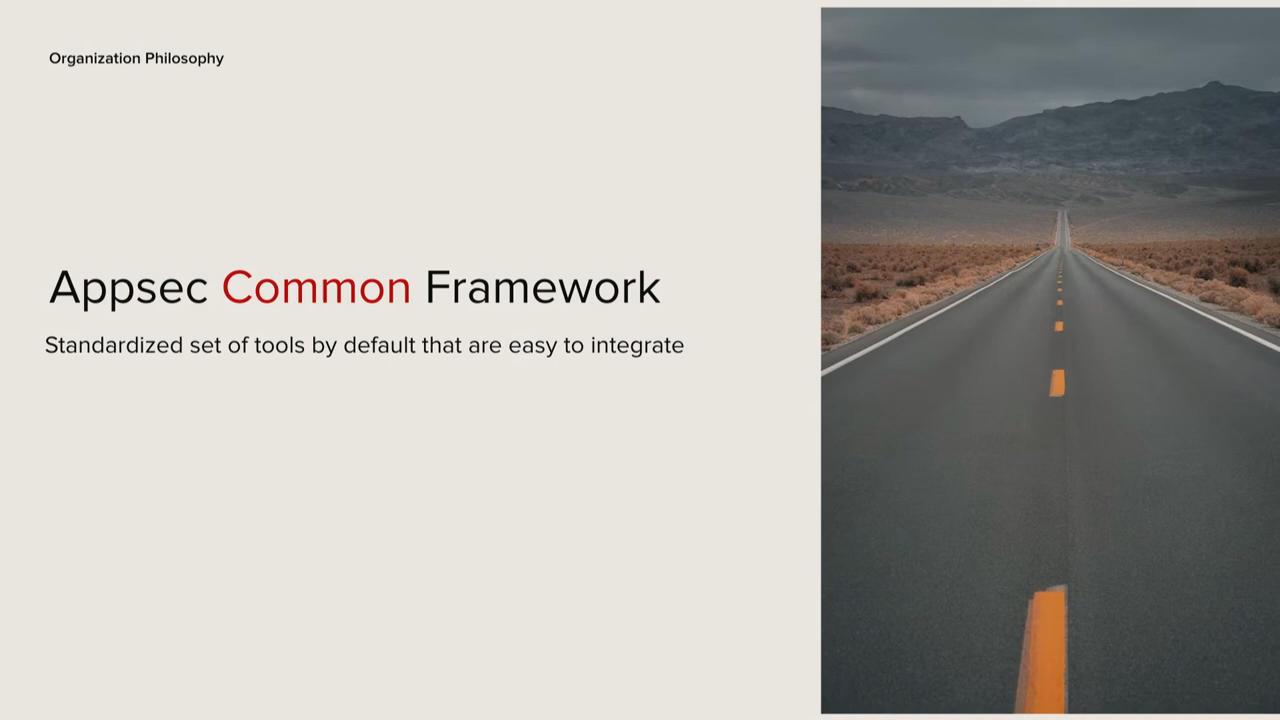 Organization Philosophy
Appsec Common Framework
Standardized set of tools by default that are easy to integrate